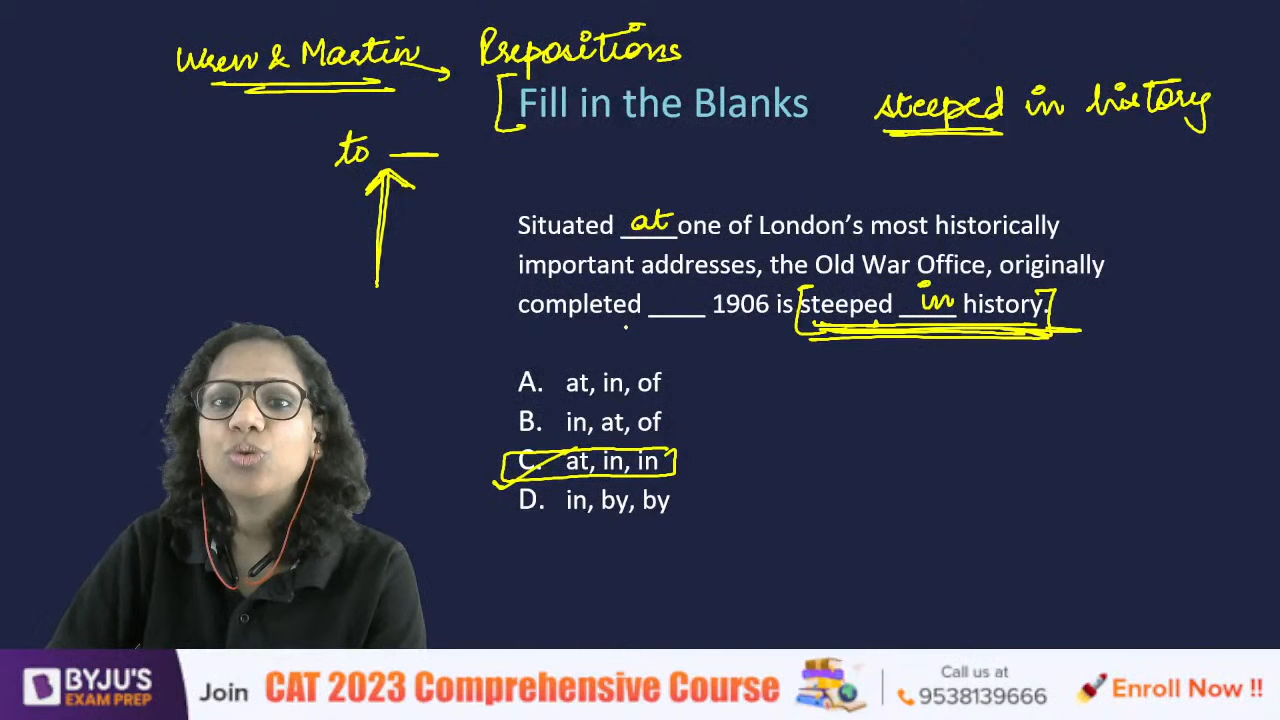 Wren & Martin Prepositions
Fill in the Blanks steeped in history
to __
Situated at one of London's most historically
important addresses, the Old War Office, originally
completed ____ 1906 is steeped in history.
A. at, in, of
B. in, at, of
C. at, in, in
D. in, by, by
BYJU'S
EXAM PREP
Join CAT 2023 Comprehensive Course
Call us at
9538139666
Enroll Now !!